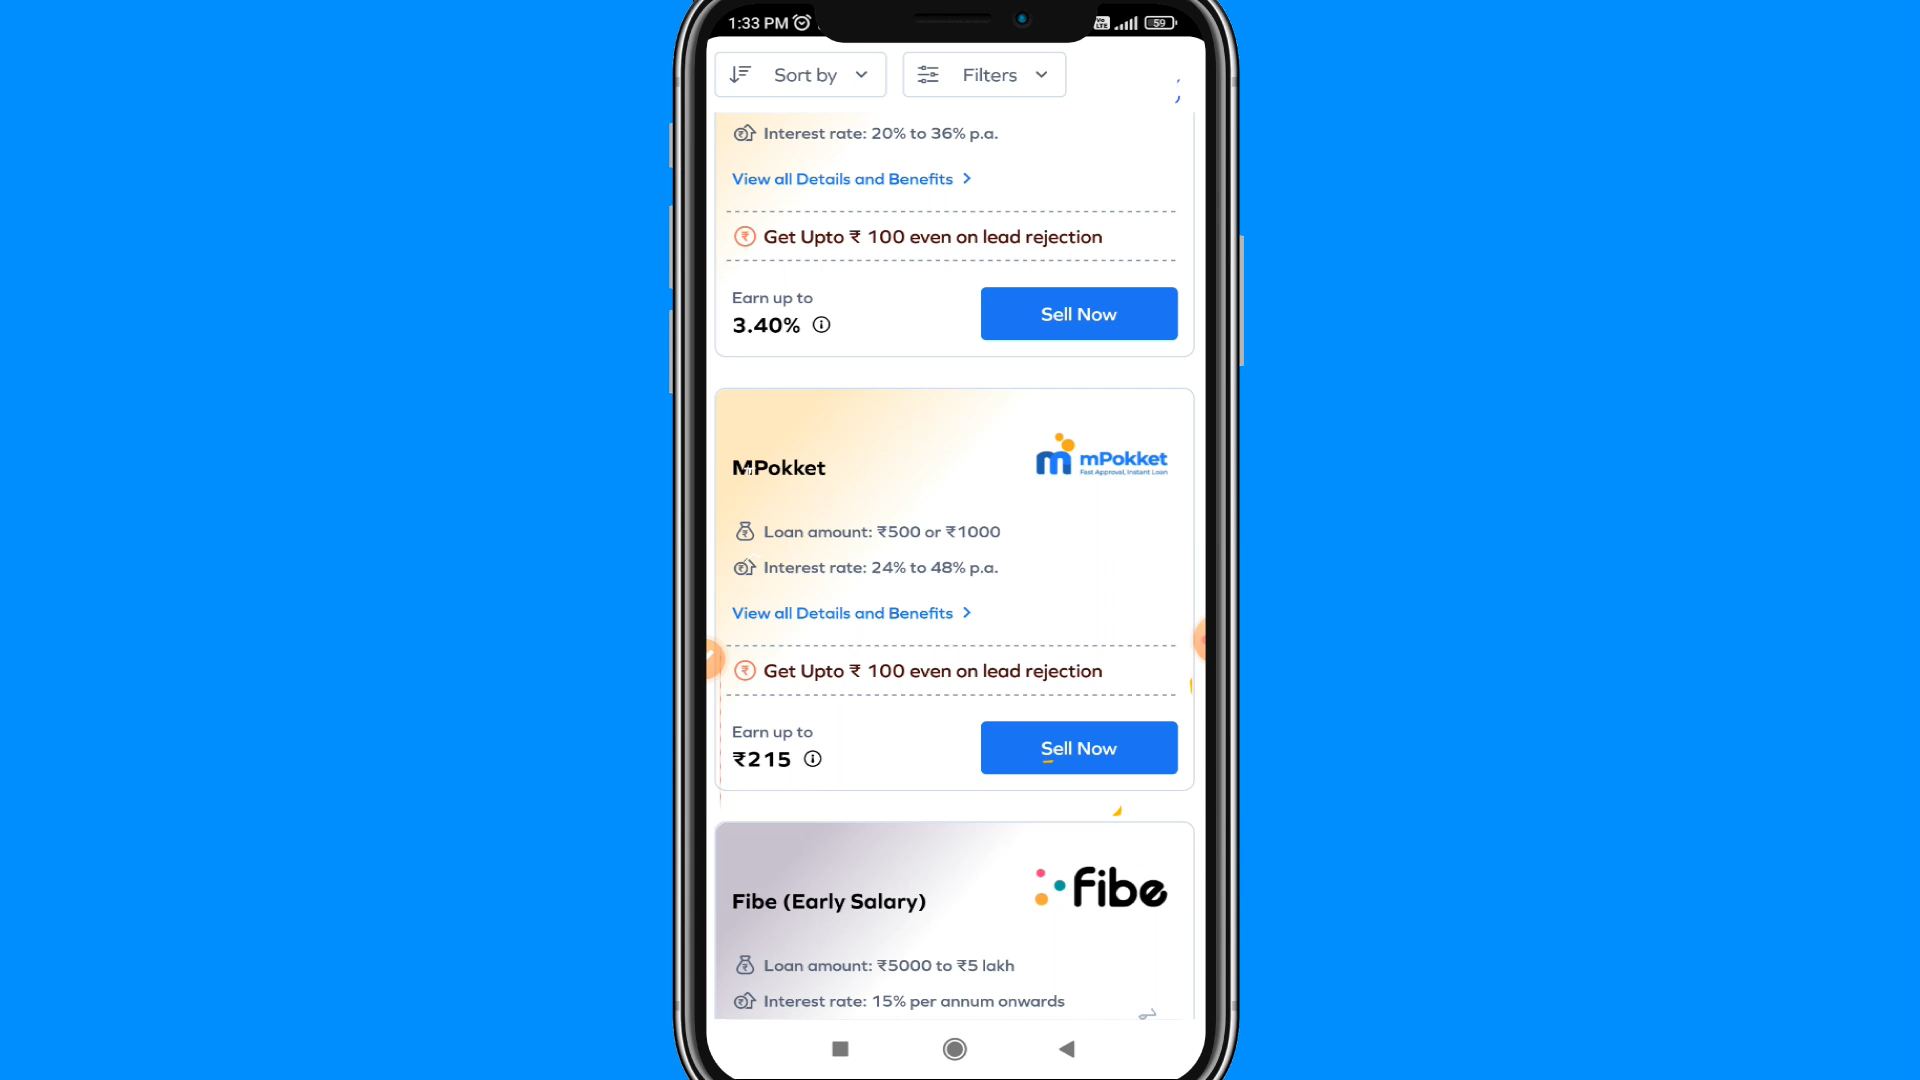 1:33 PM
Vo LTE
59
Sort by
Filters
Interest rate: 20% to 36% p.a.
View all Details and Benefits
Get Upto ₹ 100 even on lead rejection
Earn up to
3.40%
Sell Now
MPokket
mPokket
Fast Approval, Instant Loan
Loan amount: ₹500 or ₹1000
Interest rate: 24% to 48% p.a.
View all Details and Benefits
Get Upto ₹ 100 even on lead rejection
Earn up to
₹215
Sell Now
Fibe (Early Salary)
fibe
Loan amount: ₹5000 to ₹5 lakh
Interest rate: 15% per annum onwards